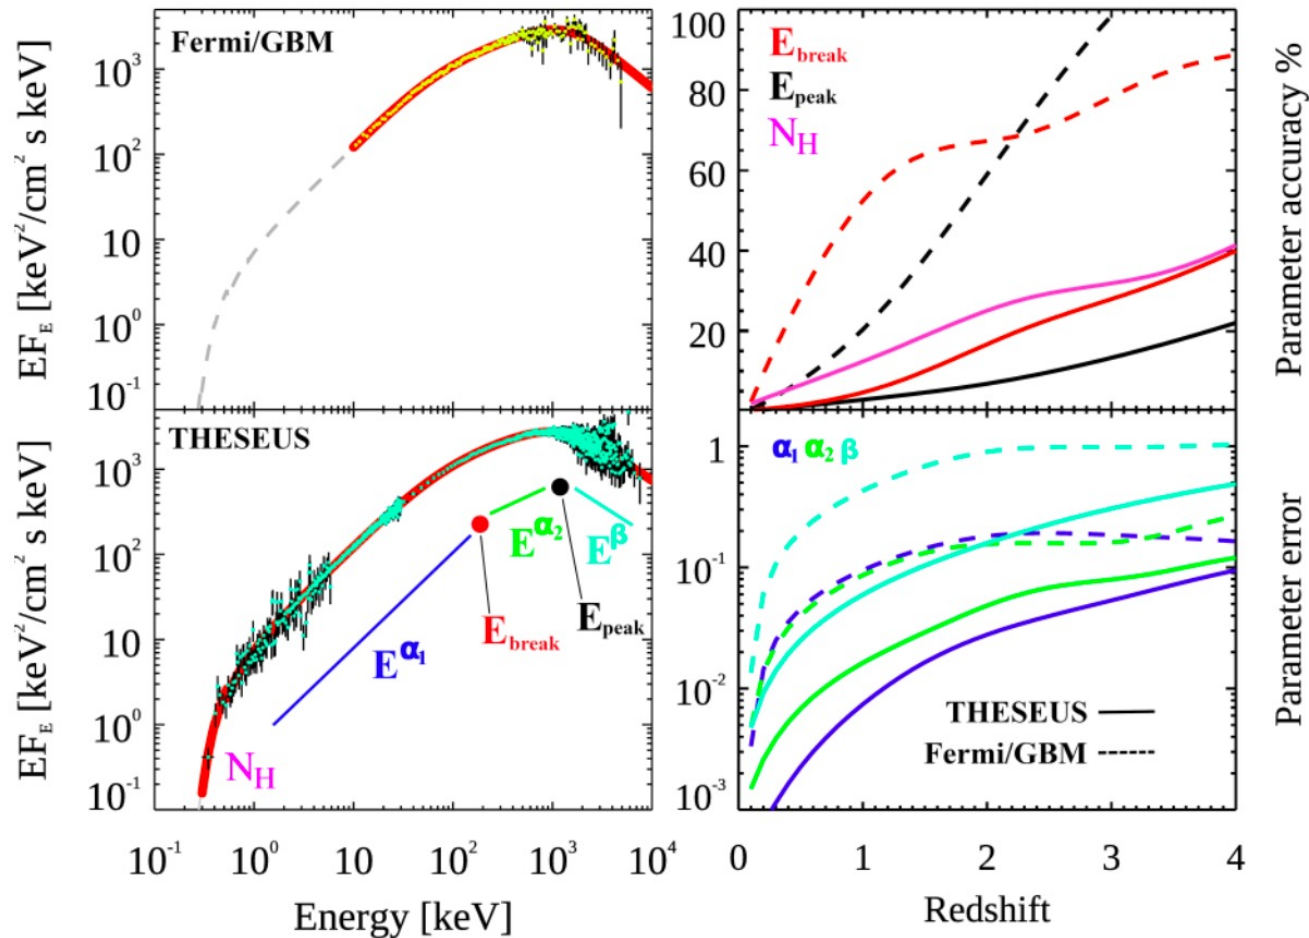 Fermi/GBM
EF_E [keV²/cm² s keV]
10³
10²
10
10⁰
10⁻¹
THESEUS
EF_E [keV²/cm² s keV]
10³
10²
10
10⁰
10⁻¹
E^α₁
E^α₂
E^β
E_break
E_peak
N_H
10⁻¹ 10⁰ 10 10² 10³ 10⁴
Energy [keV]
E_break
E_peak
N_H
100
80
60
40
20
Parameter accuracy %
α₁ α₂ β
1
10⁻¹
10⁻²
10⁻³
THESEUS
Fermi/GBM
Parameter error
0 1 2 3 4
Redshift